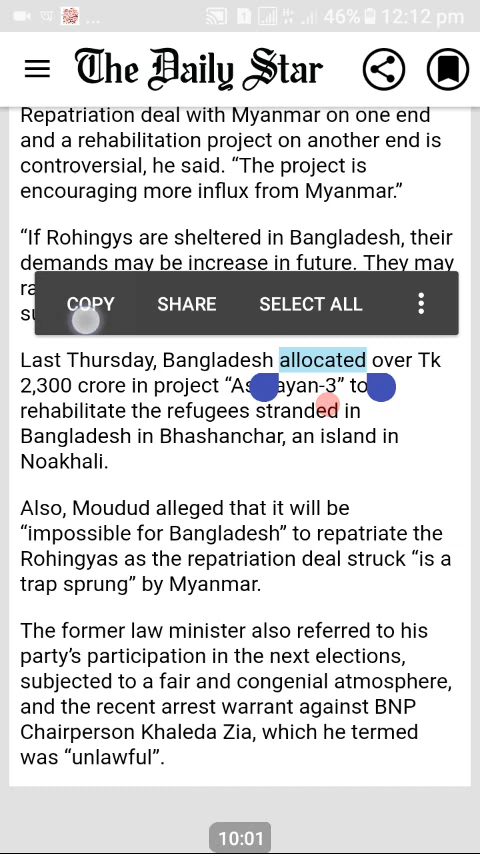 46% 12:12 pm
The Daily Star
Repatriation deal with Myanmar on one end
and a rehabilitation project on another end is
controversial, he said. “The project is
encouraging more influx from Myanmar.”
“If Rohingys are sheltered in Bangladesh, their
demands may be increase in future. They may
COPY SHARE SELECT ALL
Last Thursday, Bangladesh allocated over Tk
2,300 crore in project “As ayan-3” to
rehabilitate the refugees stranded in
Bangladesh in Bhashanchar, an island in
Noakhali.
Also, Moudud alleged that it will be
“impossible for Bangladesh” to repatriate the
Rohingyas as the repatriation deal struck “is a
trap sprung” by Myanmar.
The former law minister also referred to his
party’s participation in the next elections,
subjected to a fair and congenial atmosphere,
and the recent arrest warrant against BNP
Chairperson Khaleda Zia, which he termed
was “unlawful”.
10:01